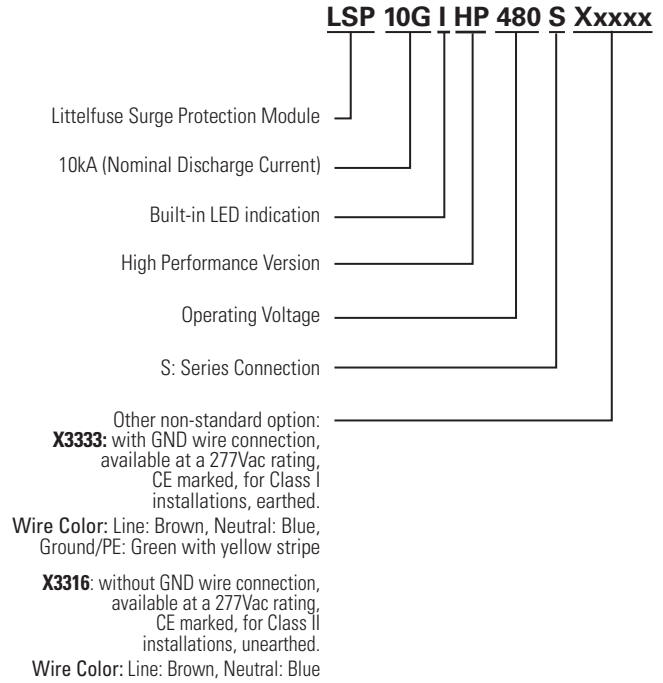 LSP 10G I HP 480 S Xxxxx
Littelfuse Surge Protection Module
10kA (Nominal Discharge Current)
Built-in LED indication
High Performance Version
Operating Voltage
S: Series Connection
Other non-standard option:
X3333: with GND wire connection,
available at a 277Vac rating,
CE marked, for Class I
installations, earthed.
Wire Color: Line: Brown, Neutral: Blue,
Ground/PE: Green with yellow stripe
X3316: without GND wire connection,
available at a 277Vac rating,
CE marked, for Class II
installations, unearthed.
Wire Color: Line: Brown, Neutral: Blue